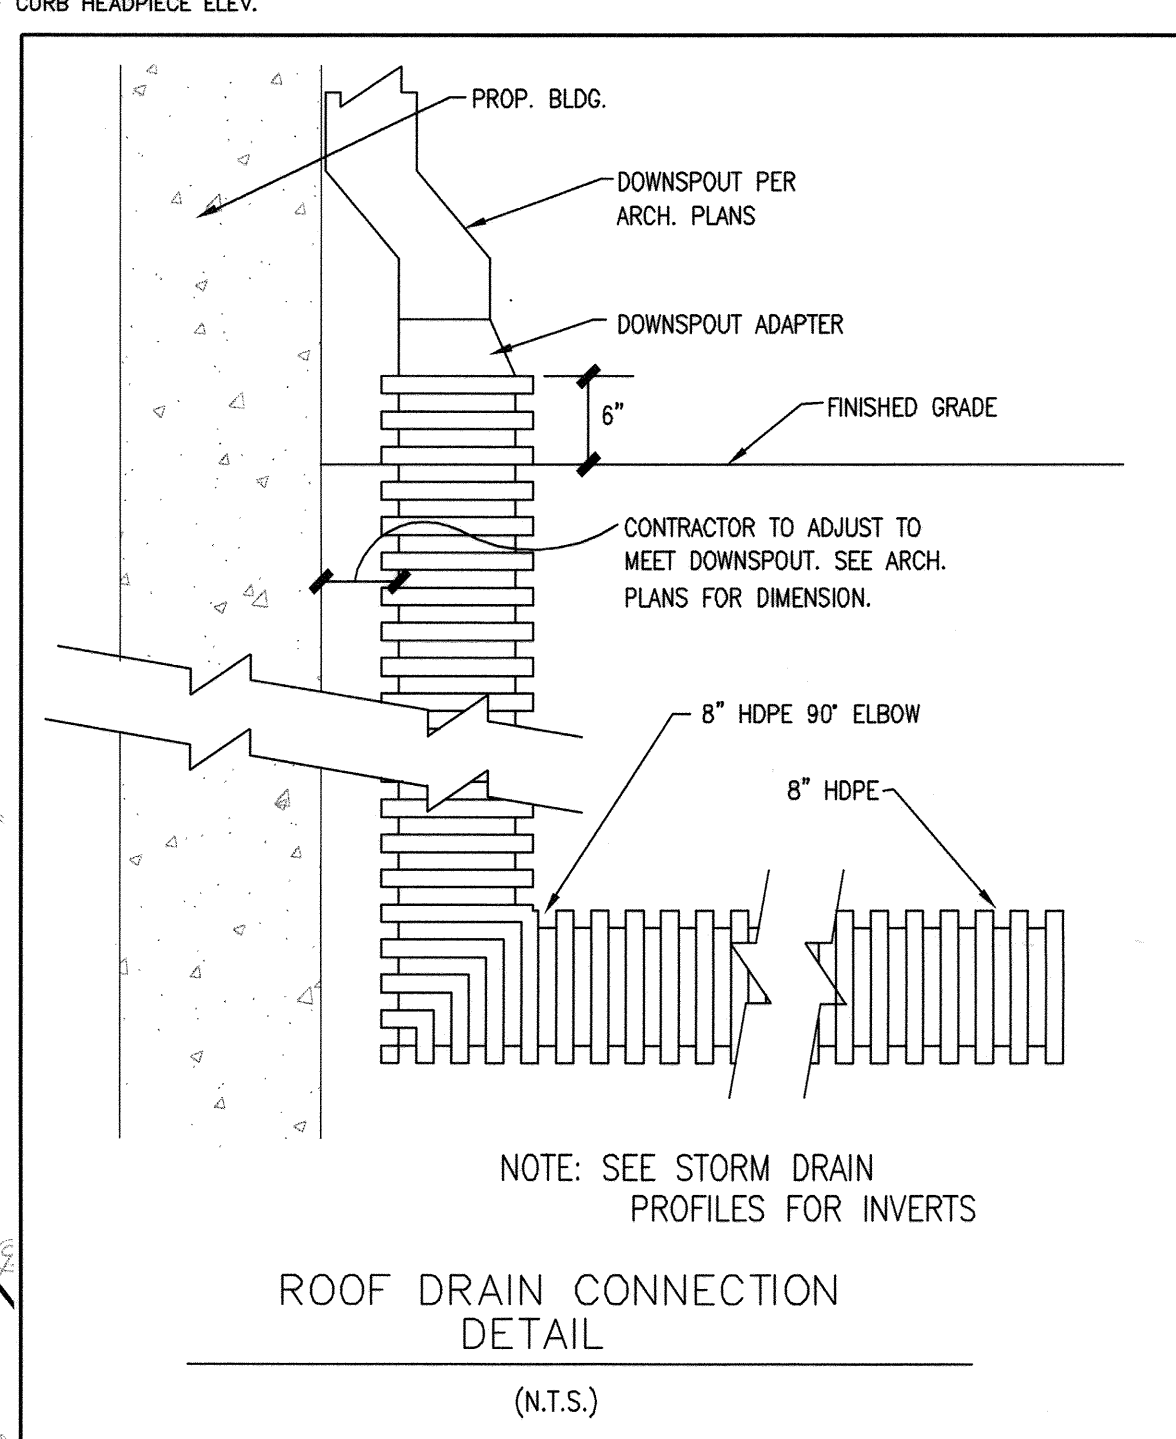 CURB HEADPIECE ELEV.
PROP. BLDG.
DOWNSPOUT PER
ARCH. PLANS
DOWNSPOUT ADAPTER
6"
FINISHED GRADE
CONTRACTOR TO ADJUST TO
MEET DOWNSPOUT. SEE ARCH.
PLANS FOR DIMENSION.
8" HDPE 90° ELBOW
8" HDPE
NOTE: SEE STORM DRAIN
PROFILES FOR INVERTS
ROOF DRAIN CONNECTION
DETAIL
(N.T.S.)